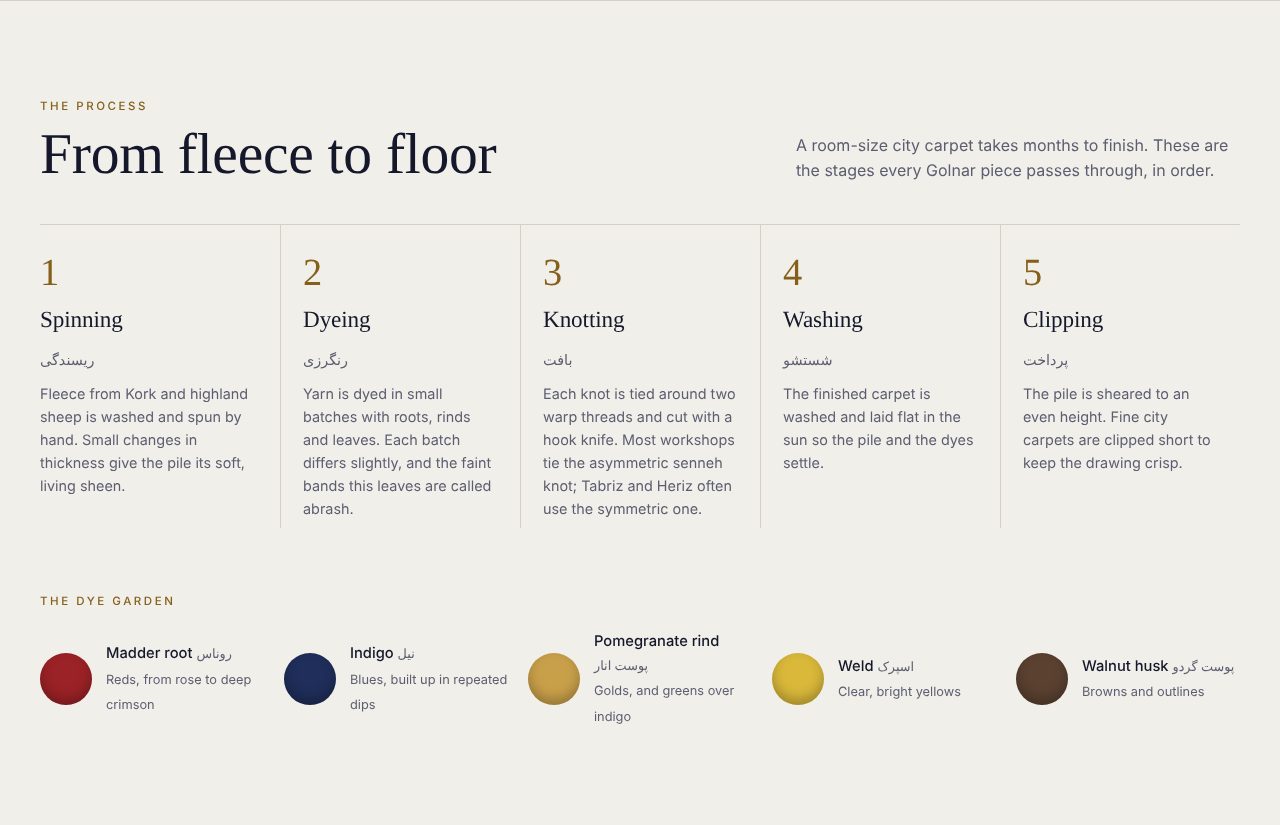 THE PROCESS
From fleece to floor
A room-size city carpet takes months to finish. These are
the stages every Golnar piece passes through, in order.
1
Spinning
ریسندگی
Fleece from Kork and highland
sheep is washed and spun by
hand. Small changes in
thickness give the pile its soft,
living sheen.
2
Dyeing
رنگرزی
Yarn is dyed in small
batches with roots, rinds
and leaves. Each batch
differs slightly, and the faint
bands this leaves are called
abrash.
3
Knotting
بافت
Each knot is tied around two
warp threads and cut with a
hook knife. Most workshops
tie the asymmetric senneh
knot; Tabriz and Heriz often
use the symmetric one.
4
Washing
شستشو
The finished carpet is
washed and laid flat in the
sun so the pile and the dyes
settle.
5
Clipping
پرداخت
The pile is sheared to an
even height. Fine city
carpets are clipped short to
keep the drawing crisp.
THE DYE GARDEN
Madder root روناس
Reds, from rose to deep
crimson
Indigo نیل
Blues, built up in repeated
dips
Pomegranate rind
پوست انار
Golds, and greens over
indigo
Weld اسپرک
Clear, bright yellows
Walnut husk پوست گردو
Browns and outlines